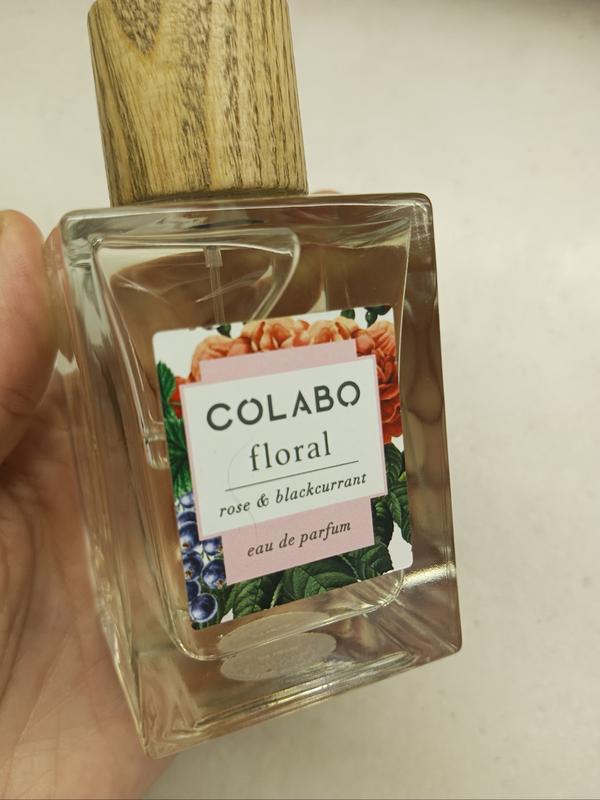 COLABO
floral
rose & blackcurrant
eau de parfum